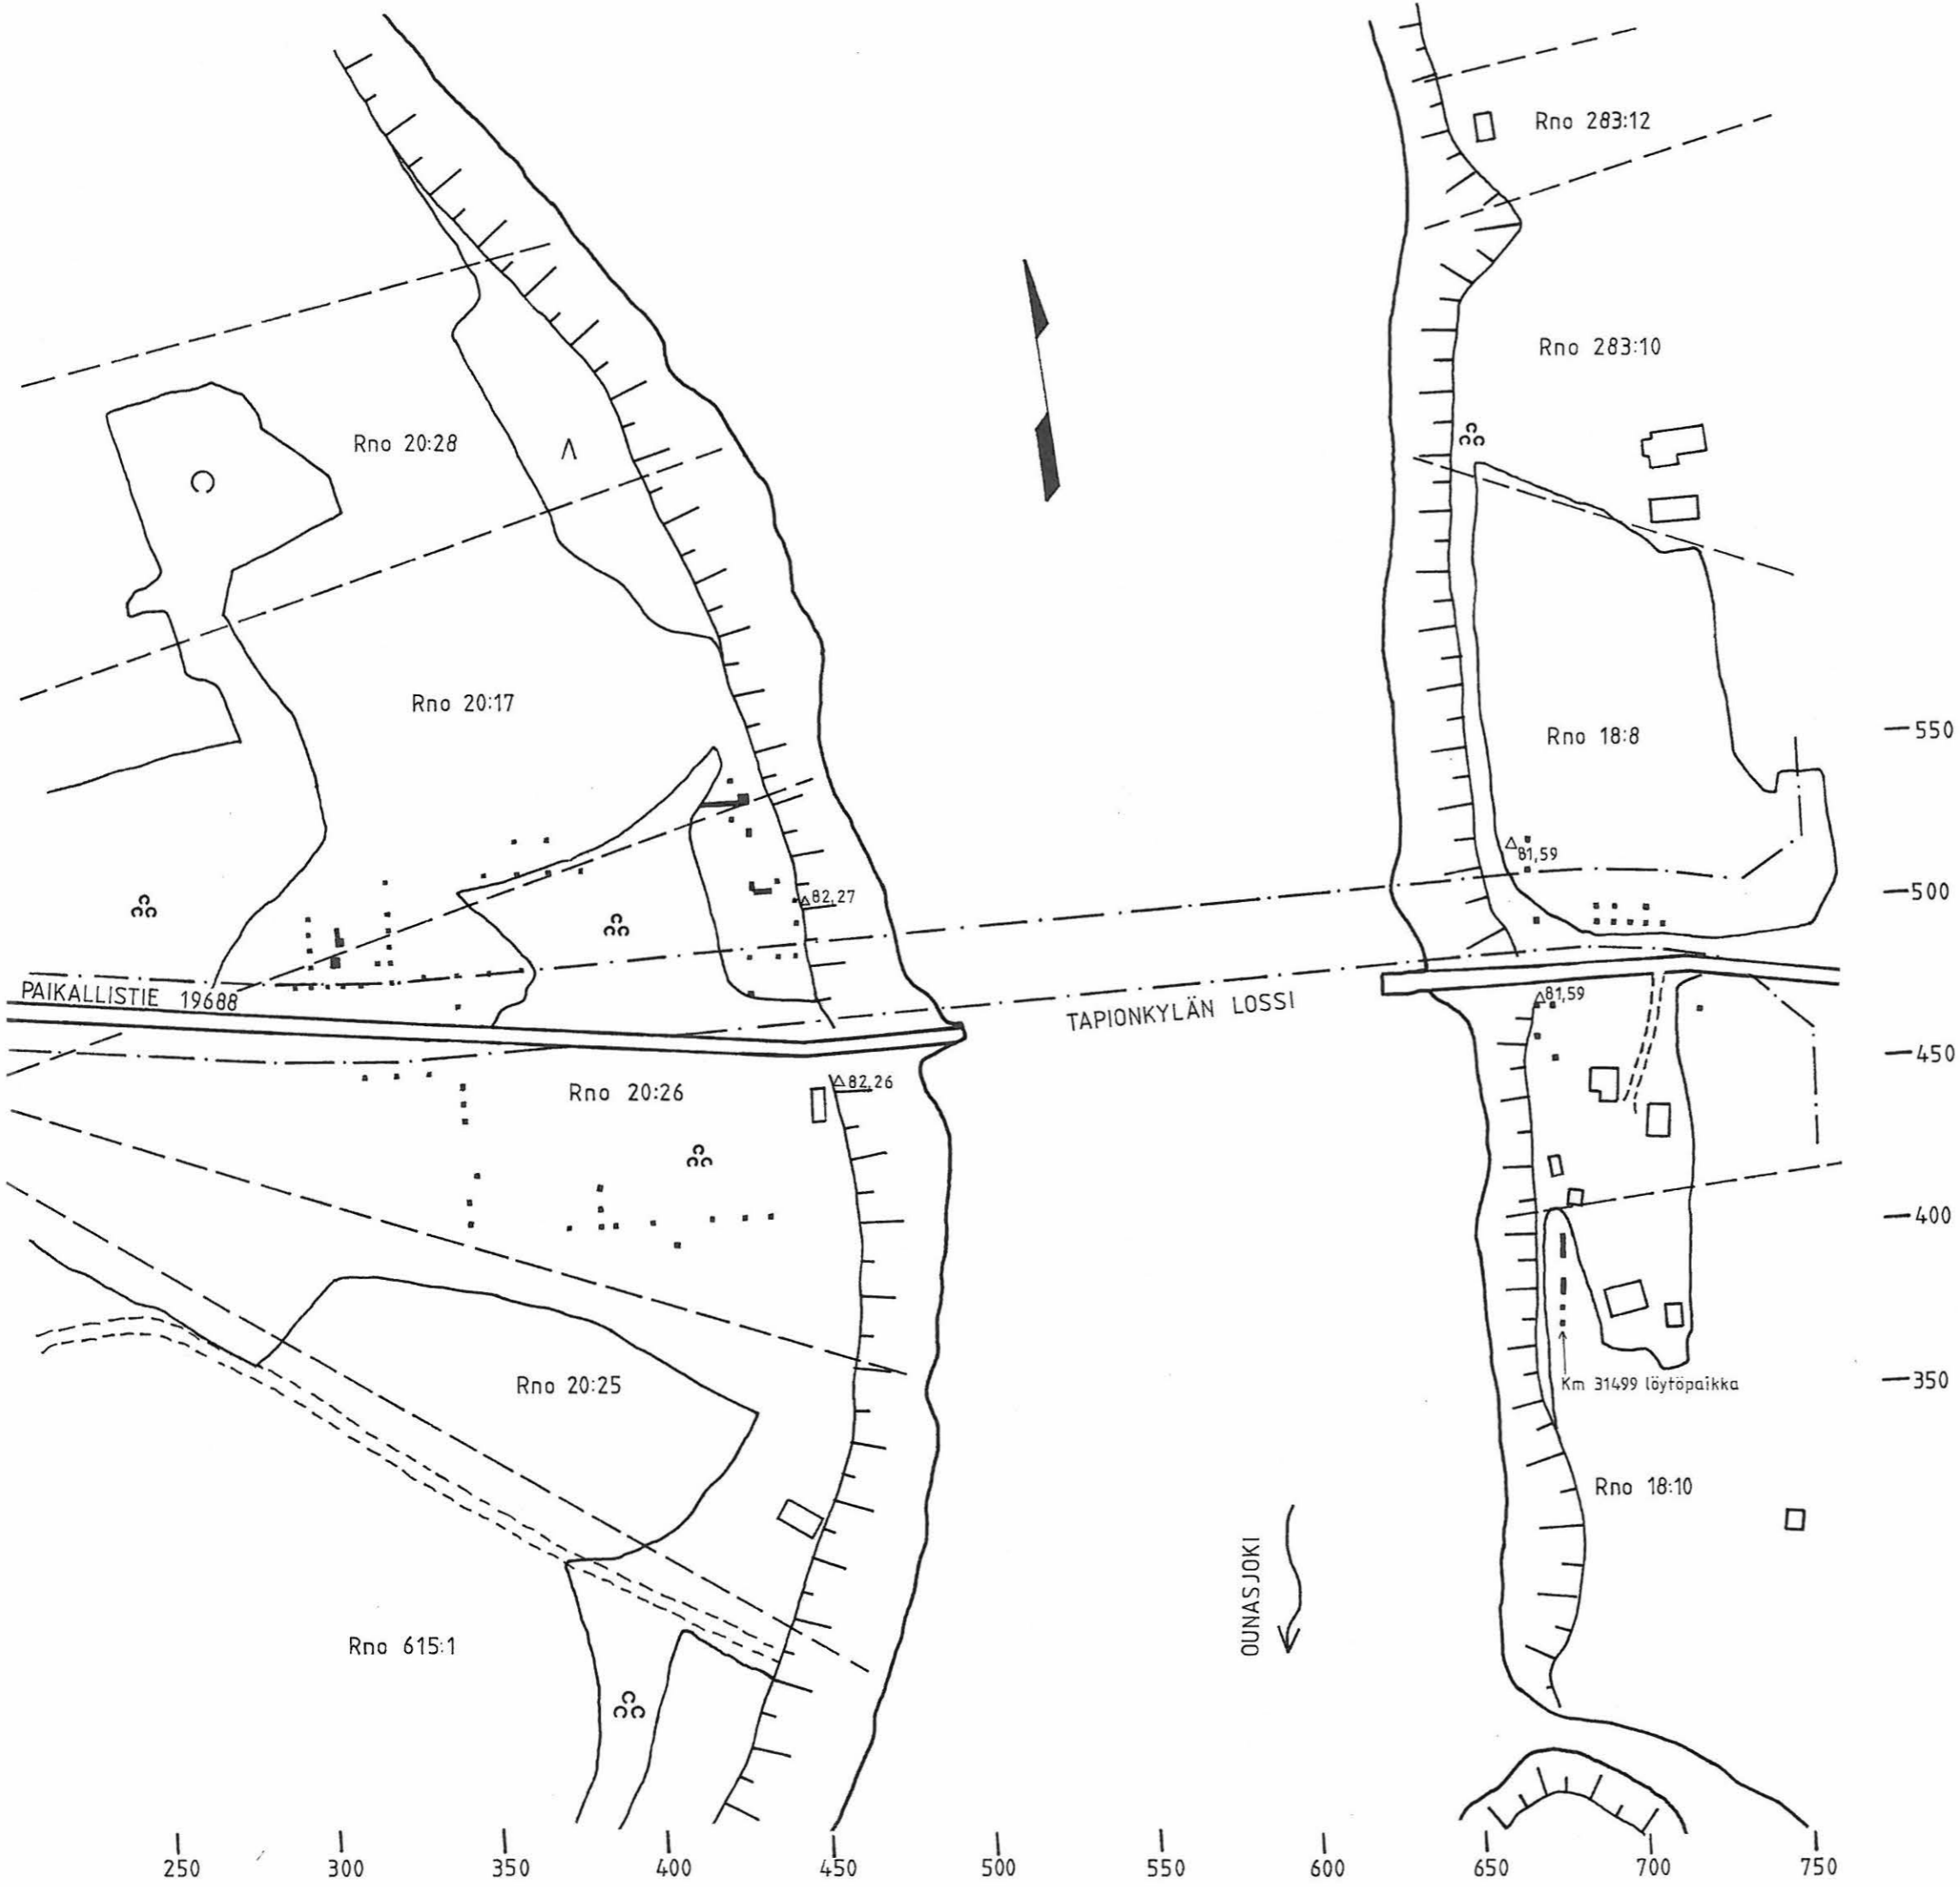 Rno 283:12
Rno 283:10
Rno 20:28
Rno 20:17
Rno 18:8
550
81,59
500
82,27
PAIKALLISTIE 19688
TAPIONKYLÄN LOSSI
81,59
450
82,26
Rno 20:26
400
350
Km 31499 löytöpaikka
Rno 20:25
Rno 18:10
OUNASJOKI
Rno 615:1
250 300 350 400 450 500 550 600 650 700 750